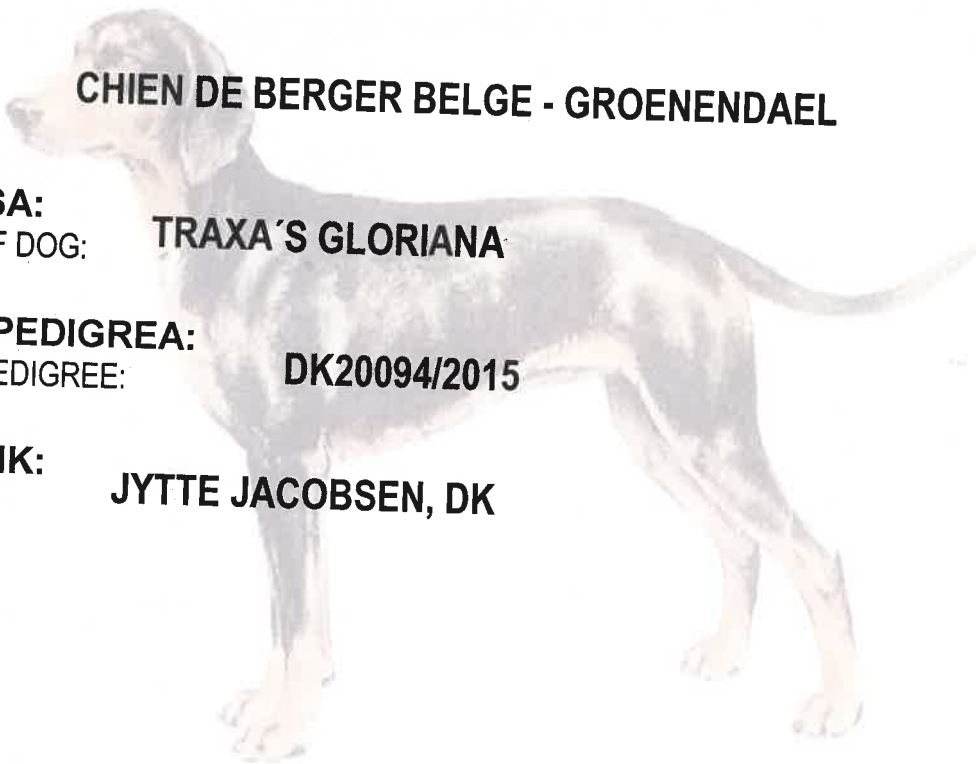 CHIEN DE BERGER BELGE - GROENENDAEL
SA:
F DOG: TRAXA´S GLORIANA
PEDIGREA:
EDIGREE: DK20094/2015
IK:
JYTTE JACOBSEN, DK